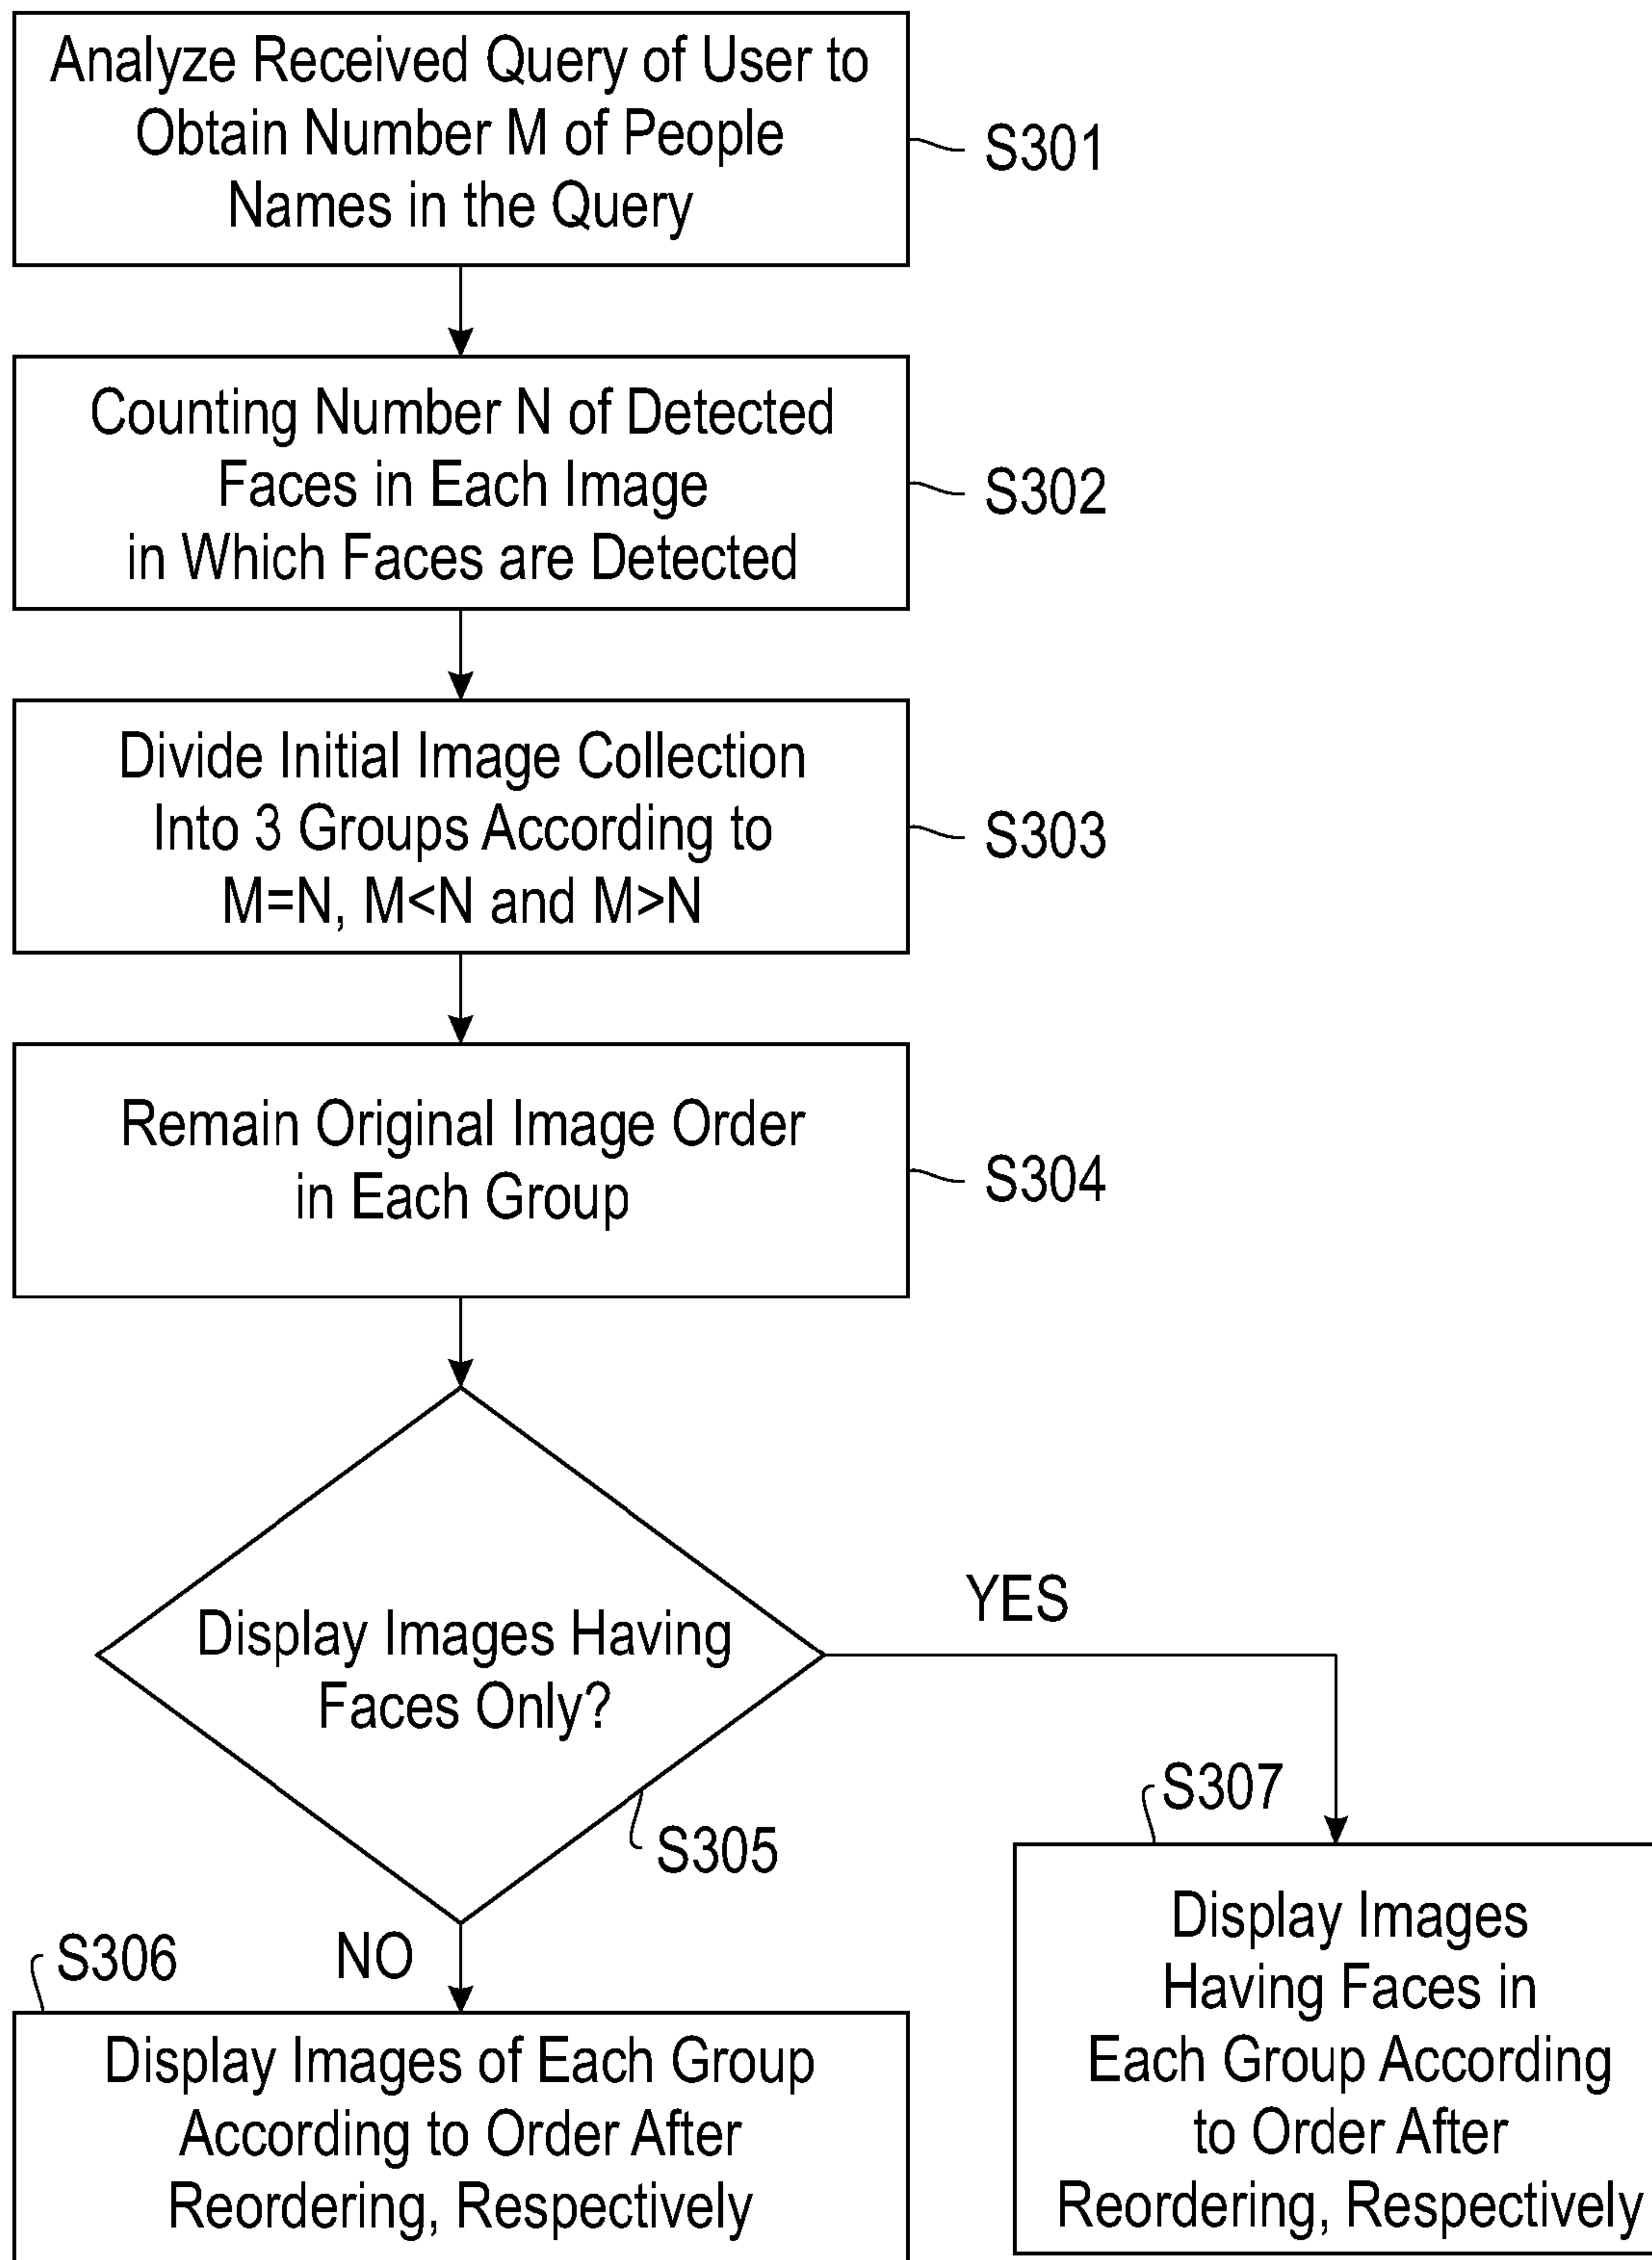 Analyze Received Query of User to
Obtain Number M of People
Names in the Query
S301
Counting Number N of Detected
Faces in Each Image
in Which Faces are Detected
S302
Divide Initial Image Collection
Into 3 Groups According to
M=N, M<N and M>N
S303
Remain Original Image Order
in Each Group
S304
Display Images Having
Faces Only?
S305
YES
NO
S306
Display Images of Each Group
According to Order After
Reordering, Respectively
S307
Display Images
Having Faces in
Each Group According
to Order After
Reordering, Respectively